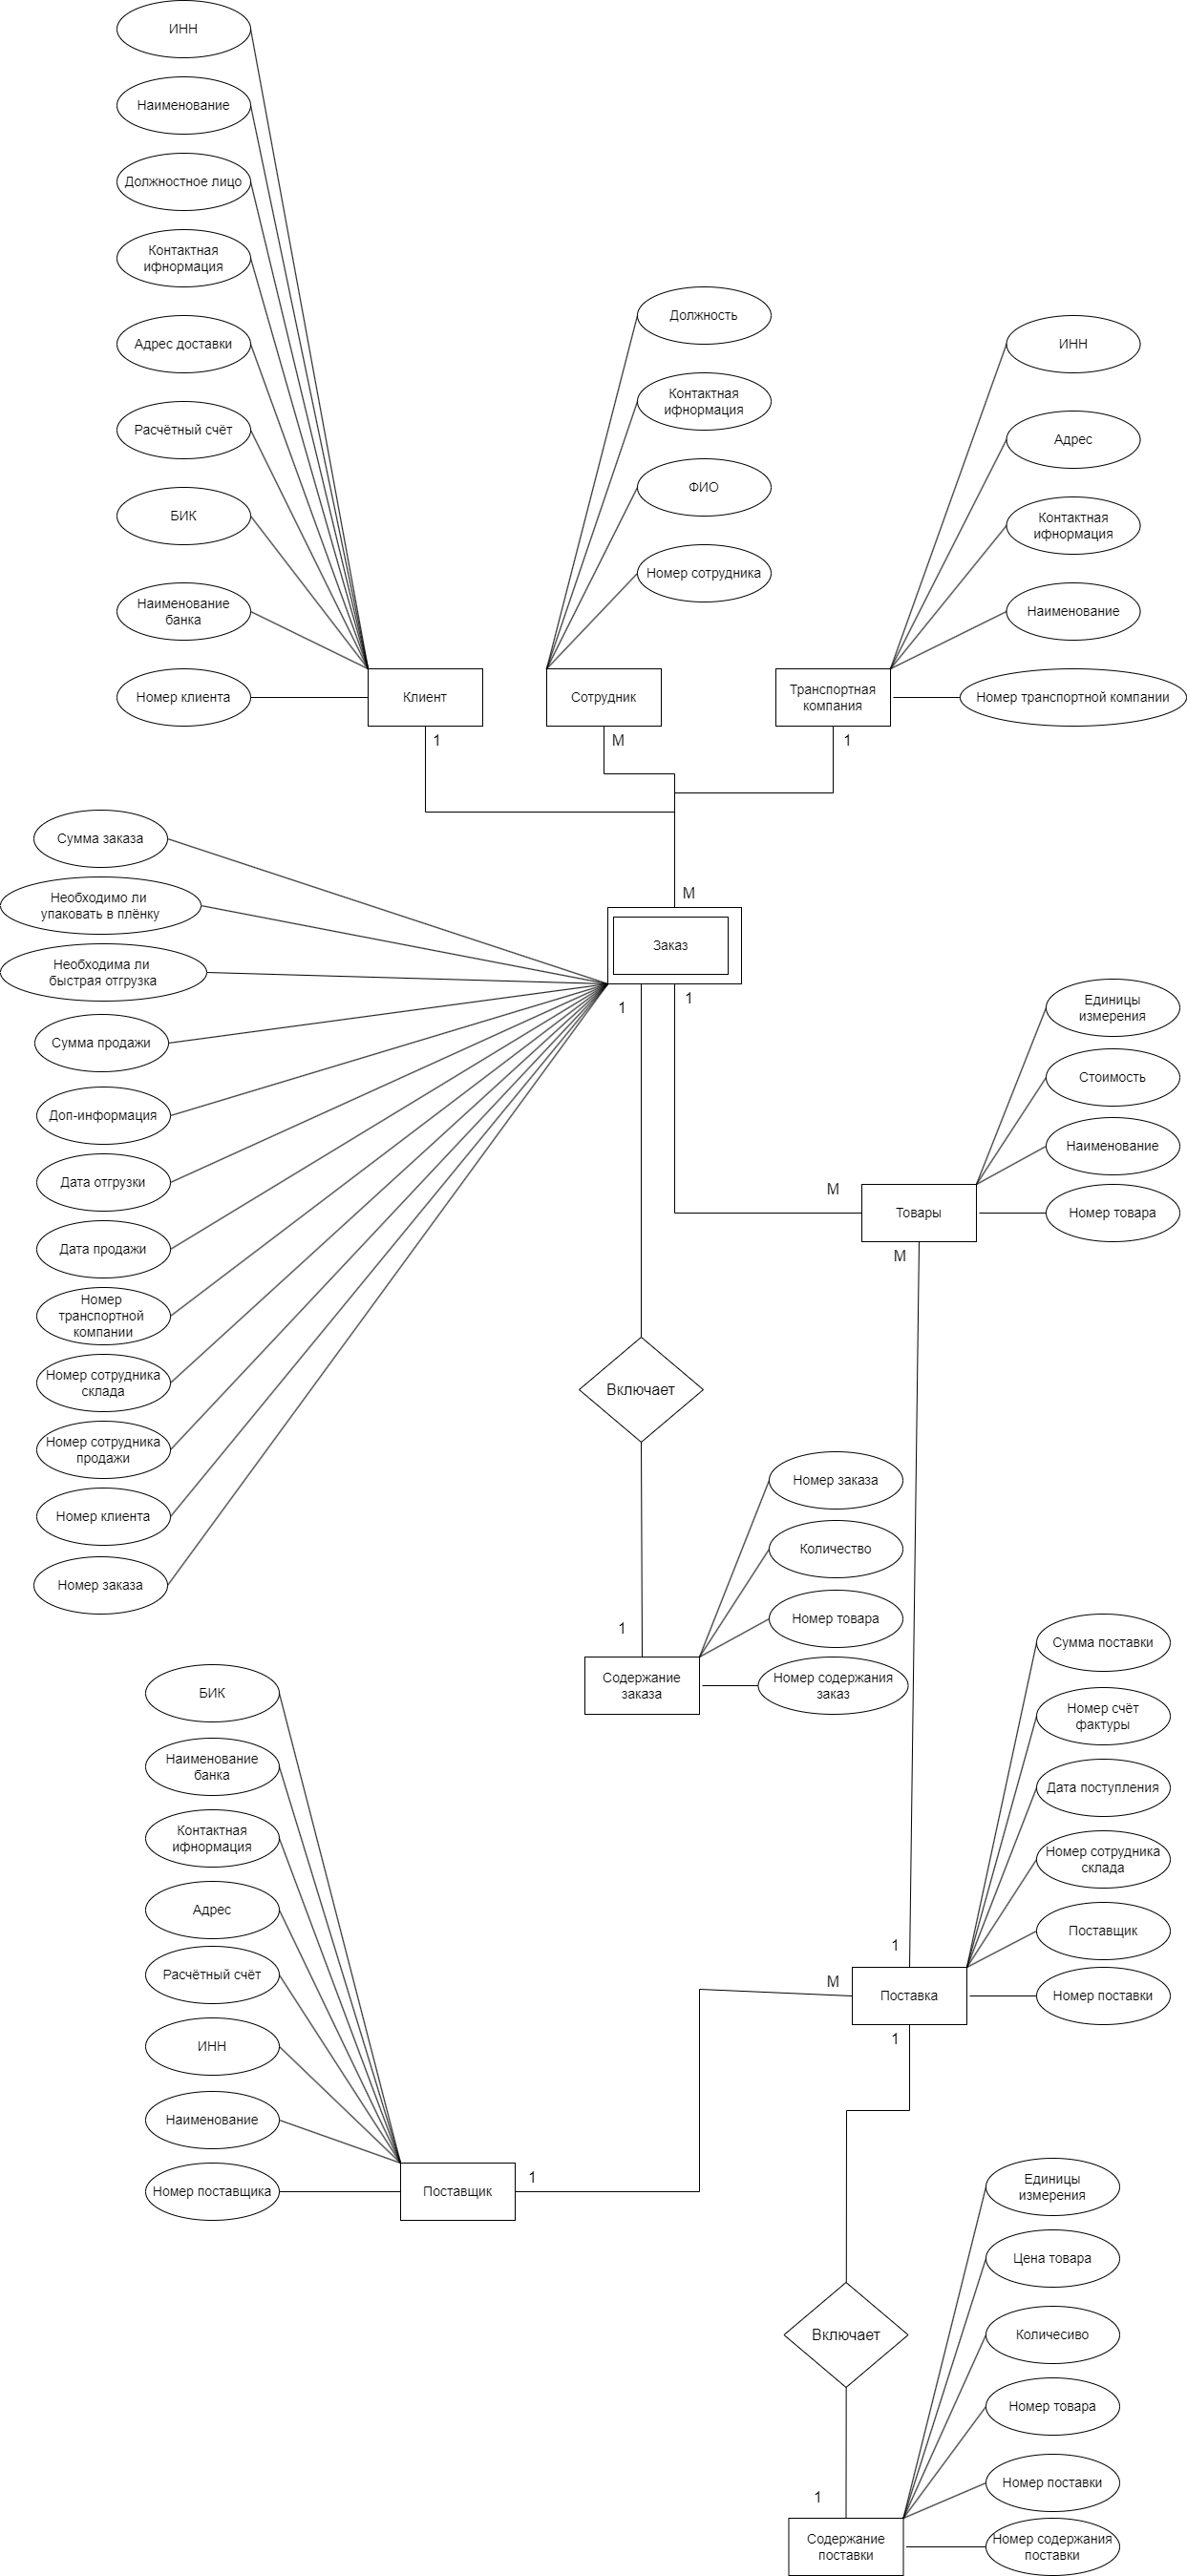 ИНН
Наименование
Должностное лицо
Контактная
ифнормация
Адрес доставки
Расчётный счёт
БИК
Наименование
банка
Номер клиента
Клиент
1
Должность
Контактная
ифнормация
ФИО
Номер сотрудника
Сотрудник
М
ИНН
Адрес
Контактная
ифнормация
Наименование
Номер транспортной компании
Транспортная
компания
1
Сумма заказа
Необходимо ли
упаковать в плёнку
Необходима ли
быстрая отгрузка
Сумма продажи
Доп-информация
Дата отгрузки
Дата продажи
Номер
транспортной
компании
Номер сотрудника
склада
Номер сотрудника
продажи
Номер клиента
Номер заказа
М
Заказ
1
1
Единицы
измерения
Стоимость
Наименование
Номер товара
М
Товары
М
Включает
Номер заказа
Количество
Номер товара
Номер содержания
заказ
1
Содержание
заказа
Сумма поставки
Номер счёт
фактуры
Дата поступления
Номер сотрудника
склада
Поставщик
Номер поставки
1
М
Поставка
1
БИК
Наименование
банка
Контактная
ифнормация
Адрес
Расчётный счёт
ИНН
Наименование
Номер поставщика
Поставщик
1
Включает
Единицы
измерения
Цена товара
Количесиво
Номер товара
Номер поставки
Номер содержания
поставки
1
Содержание
поставки